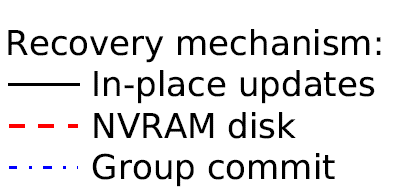 Recovery mechanism:
In-place updates
NVRAM disk
Group commit